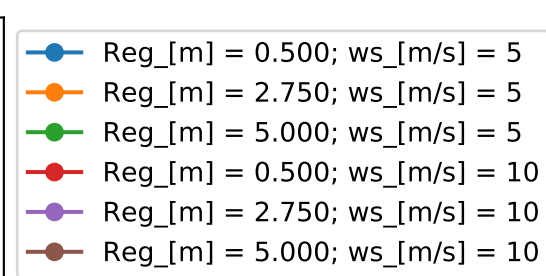 Reg_[m] = 0.500; ws_[m/s] = 5
Reg_[m] = 2.750; ws_[m/s] = 5
Reg_[m] = 5.000; ws_[m/s] = 5
Reg_[m] = 0.500; ws_[m/s] = 10
Reg_[m] = 2.750; ws_[m/s] = 10
Reg_[m] = 5.000; ws_[m/s] = 10